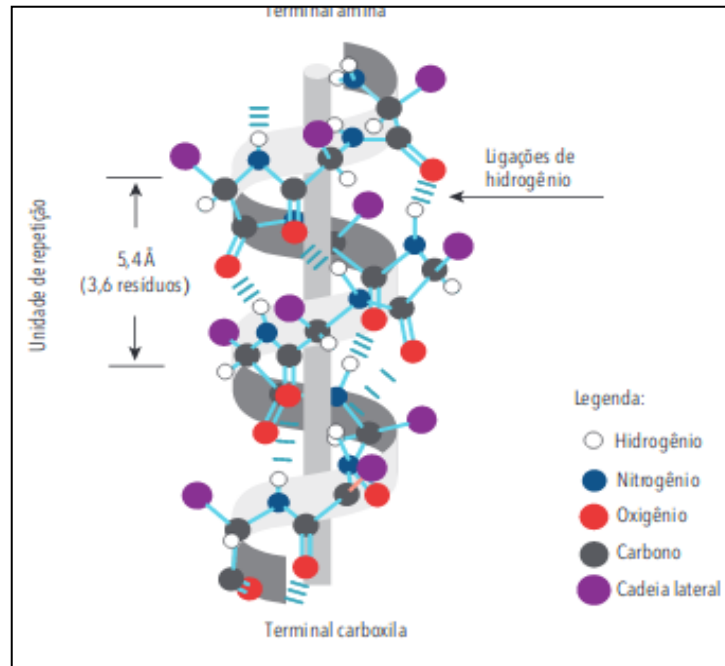 Terminal amina
Ligações de
hidrogênio
Unidade de repetição
5,4Å
(3,6 resíduos)
Legenda:
Hidrogênio
Nitrogênio
Oxigênio
Carbono
Cadeia lateral
Terminal carboxila